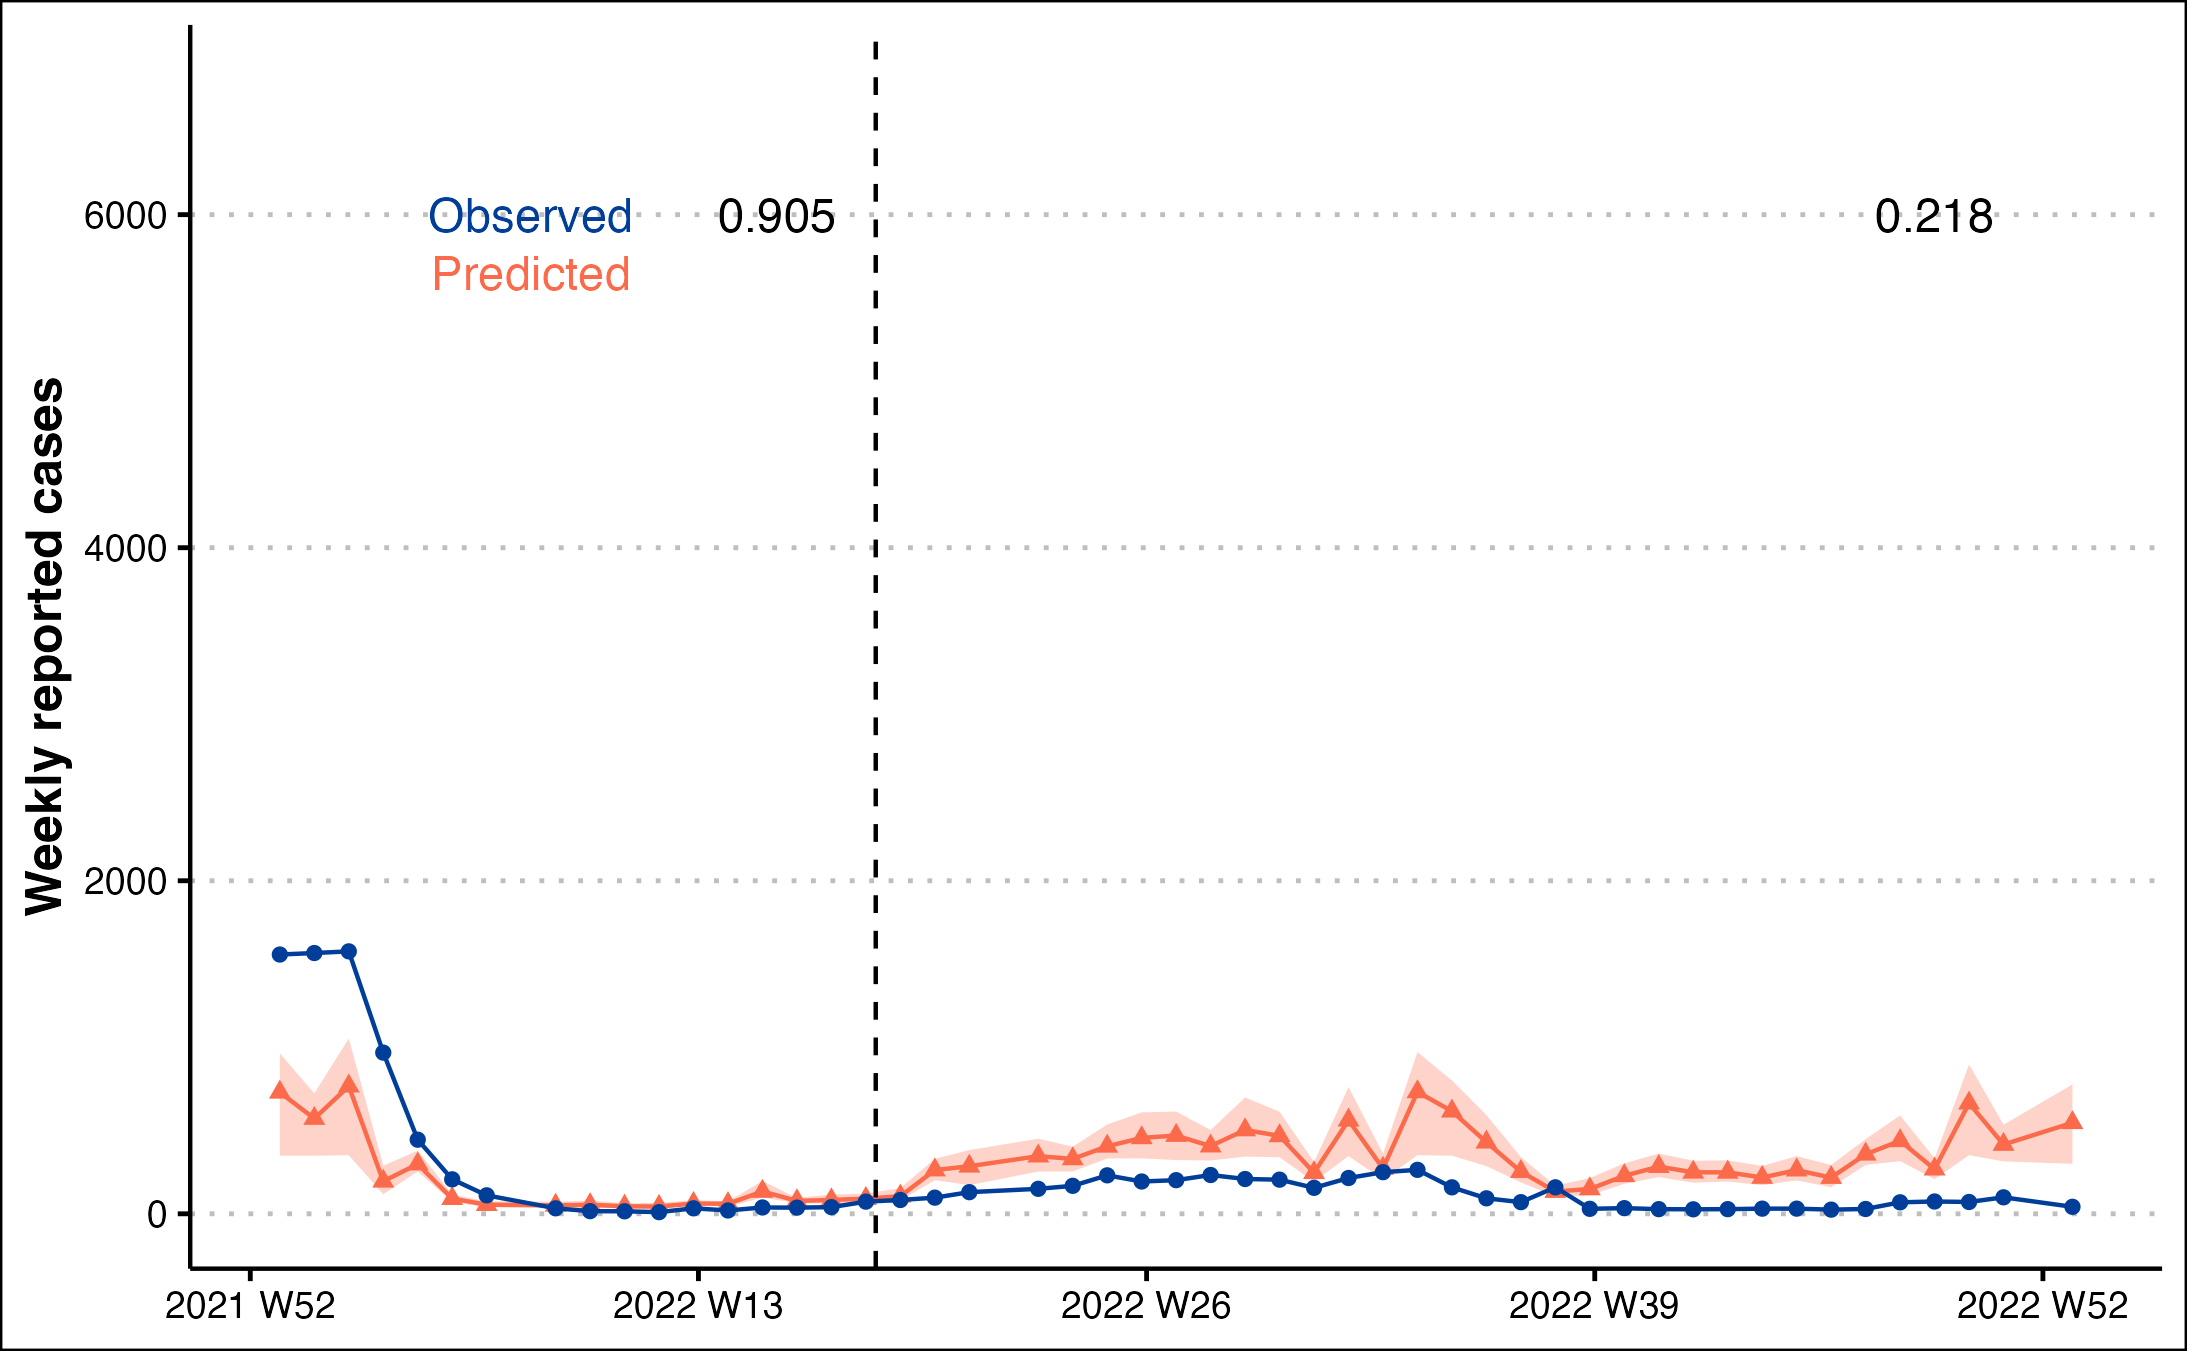 Weekly reported cases
6000
4000
2000
0
Observed
Predicted
0.905
0.218
2021 W52
2022 W13
2022 W26
2022 W39
2022 W52